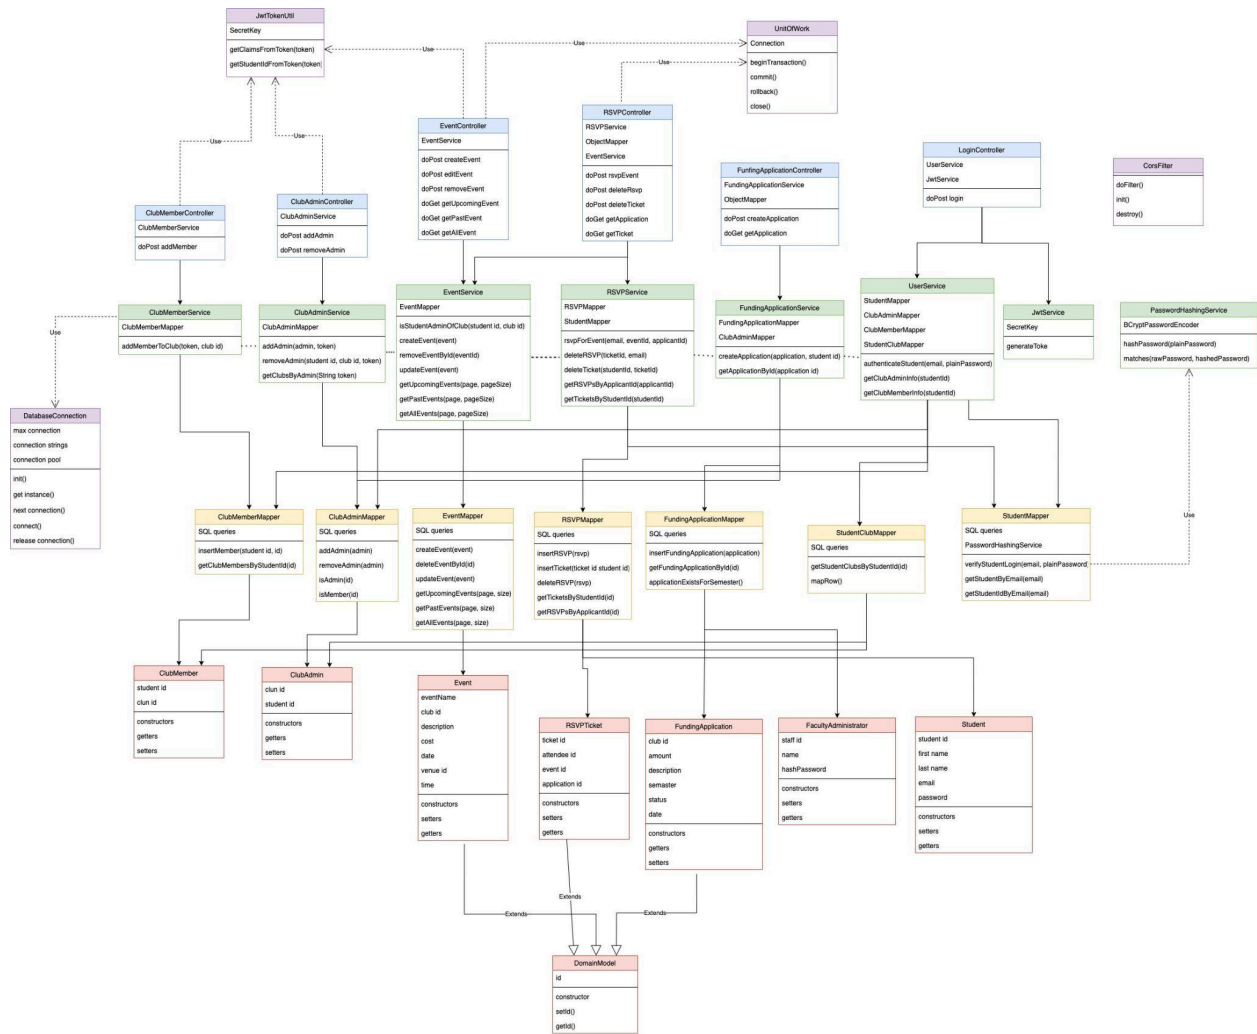 JwtTokenUtil
SecretKey
getClaimsFromToken(token)
getStudentIdFromToken(token)
UnitOfWork
Connection
beginTransaction()
commit()
rollback()
close()
Use
Use
Use
Use
Use
EventController
EventService
doPost createEvent
doPost editEvent
doPost removeEvent
doGet getUpcomingEvent
doGet getPastEvent
doGet getAllEvent
RSVPController
RSVPService
ObjectMapper
EventService
doPost rsvpEvent
doPost deleteRsvp
doPost deleteTicket
doGet getApplication
doGet getTicket
FunfingApplicationController
FundingApplicationService
ObjectMapper
doPost createApplication
doGet getApplication
LoginController
UserService
JwtService
doPost login
CorsFilter
doFilter()
init()
destroy()
ClubMemberController
ClubMemberService
doPost addMember
ClubAdminController
ClubAdminService
doPost addAdmin
doPost removeAdmin
ClubMemberService
ClubMemberMapper
addMemberToClub(token, club id)
ClubAdminService
ClubAdminMapper
addAdmin(admin, token)
removeAdmin(student id, club id, token)
getClubsByAdmin(String token)
EventService
EventMapper
isStudentAdminOfClub(student id, club id)
createEvent(event)
removeEventById(eventId)
updateEvent(event)
getUpcomingEvents(page, pageSize)
getPastEvents(page, pageSize)
getAllEvents(page, pageSize)
RSVPService
RSVPMapper
StudentMapper
rsvpForEvent(email, eventId, applicantId)
deleteRSVP(ticketId, email)
deleteTicket(studentId, ticketId)
getRSVPsByApplicantId(applicantId)
getTicketsByStudentId(studentId)
FundingApplicationService
FundingApplicationMapper
ClubAdminMapper
createApplication(application, student id)
getApplicationById(application id)
UserService
StudentMapper
ClubAdminMapper
ClubMemberMapper
StudentClubMapper
authenticateStudent(email, plainPassword)
getClubAdminInfo(studentId)
getClubMemberInfo(studentId)
JwtService
SecretKey
generateToke
PasswordHashingService
BCryptPasswordEncoder
hashPassword(plainPassword)
matches(rawPassword, hashedPassword)
Use
DatabaseConnection
max connection
connection strings
connection pool
init()
get instance()
next connection()
connect()
release connection()
ClubMemberMapper
SQL queries
insertMember(student id, id)
getClubMembersByStudentId(id)
ClubAdminMapper
SQL queries
addAdmin(admin)
removeAdmin(admin)
isAdmin(id)
isMember(id)
EventMapper
SQL queries
createEvent(event)
deleteEventById(id)
updateEvent(event)
getUpcomingEvents(page, size)
getPastEvents(page, size)
getAllEvents(page, size)
RSVPMapper
SQL queries
insertRSVP(rsvp)
insertTicket(ticket id student id)
deleteRSVP(rsvp)
getTicketsByStudentId(id)
getRSVPsByApplicantId(id)
FundingApplicationMapper
SQL queries
insertFundingApplication(application)
getFundingApplicationById(id)
applicationExistsForSemester()
StudentClubMapper
SQL queries
getStudentClubsByStudentId(id)
mapRow()
StudentMapper
SQL queries
PasswordHashingService
verifyStudentLogin(email, plainPassword)
getStudentByEmail(email)
getStudentIdByEmail(email)
Use
ClubMember
student id
clun id
constructors
getters
setters
ClubAdmin
clun id
student id
constructors
getters
setters
Event
eventName
club id
description
cost
date
venue id
time
constructors
setters
getters
RSVPTicket
ticket id
attendee id
event id
application id
constructors
setters
getters
FundingApplication
club id
amount
description
semaster
status
date
constructors
getters
setters
FacultyAdministrator
staff id
name
hashPassword
constructors
setters
getters
Student
student id
first name
last name
email
password
constructors
setters
getters
Extends
Extends
Extends
DomainModel
id
constructor
setId()
getId()